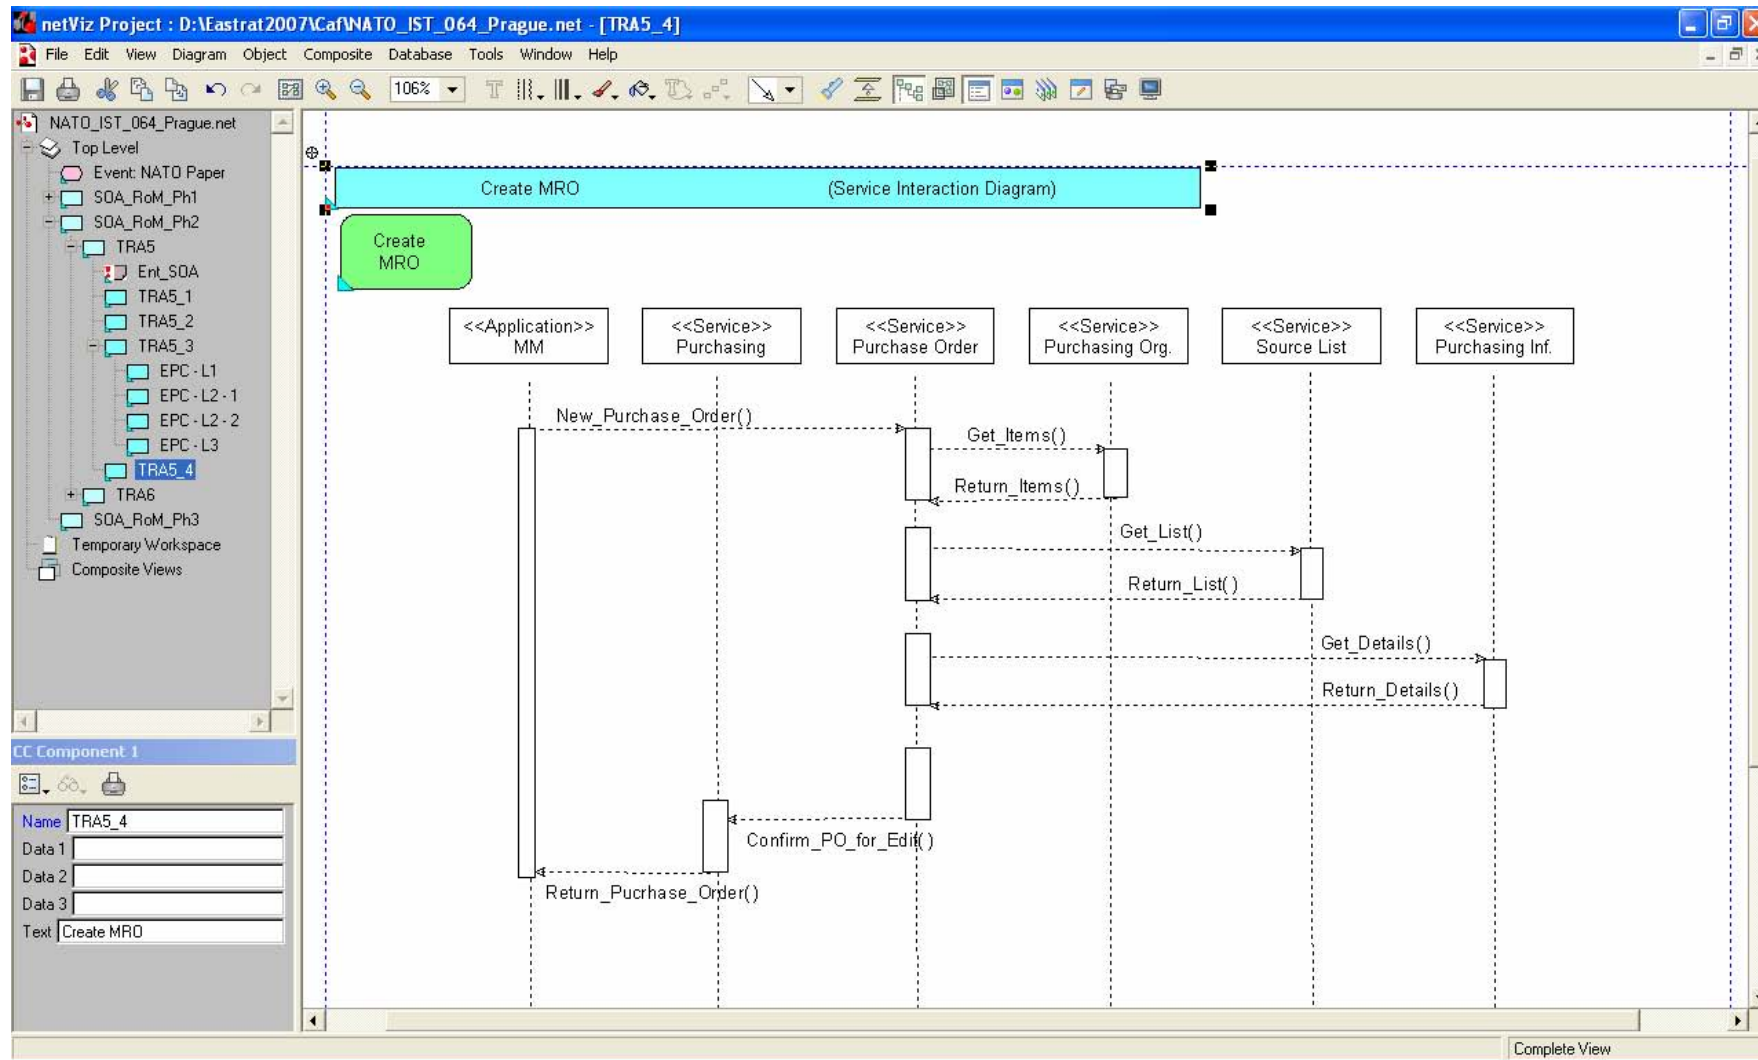 netViz Project : D:\Eastrat2007\Caf\NATO_IST_064_Prague.net - [TRA5_4]
File Edit View Diagram Object Composite Database Tools Window Help
106%
NATO_IST_064_Prague.net
Top Level
Event: NATO Paper
SOA_RoM_Ph1
SOA_RoM_Ph2
TRA5
Ent_SOA
TRA5_1
TRA5_2
TRA5_3
EPC - L1
EPC - L2 - 1
EPC - L2 - 2
EPC - L3
TRA5_4
TRA6
SOA_RoM_Ph3
Temporary Workspace
Composite Views
CC Component 1
Name TRA5_4
Data 1
Data 2
Data 3
Text Create MRO
Create MRO (Service Interaction Diagram)
Create
MRO
<<Application>> <<Service>> <<Service>> <<Service>> <<Service>> <<Service>>
MM Purchasing Purchase Order Purchasing Org. Source List Purchasing Inf.
New_Purchase_Order()
Get_Items()
Return_Items()
Get_List()
Return_List()
Get_Details()
Return_Details()
Confirm_PO_for_Edit()
Return_Pucrhase_Order()
Complete View